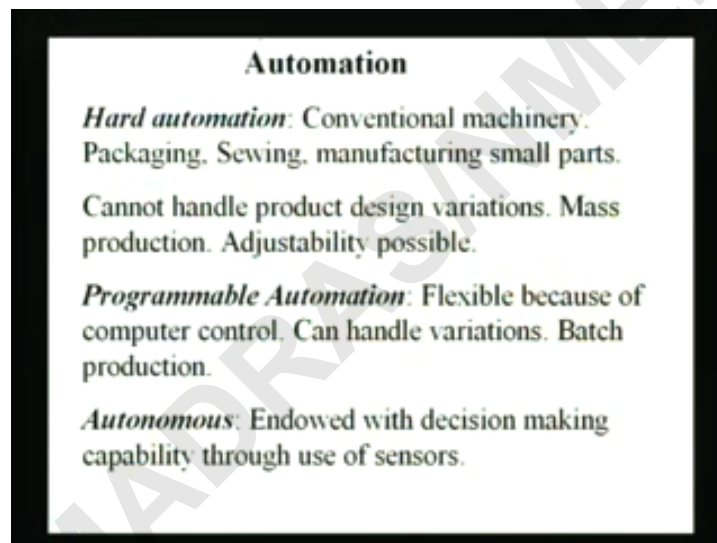 Automation
Hard automation: Conventional machinery.
Packaging, Sewing, manufacturing small parts.
Cannot handle product design variations. Mass
production. Adjustability possible.
Programmable Automation: Flexible because of
computer control. Can handle variations. Batch
production.
Autonomous: Endowed with decision making
capability through use of sensors.
MADRAS/NME